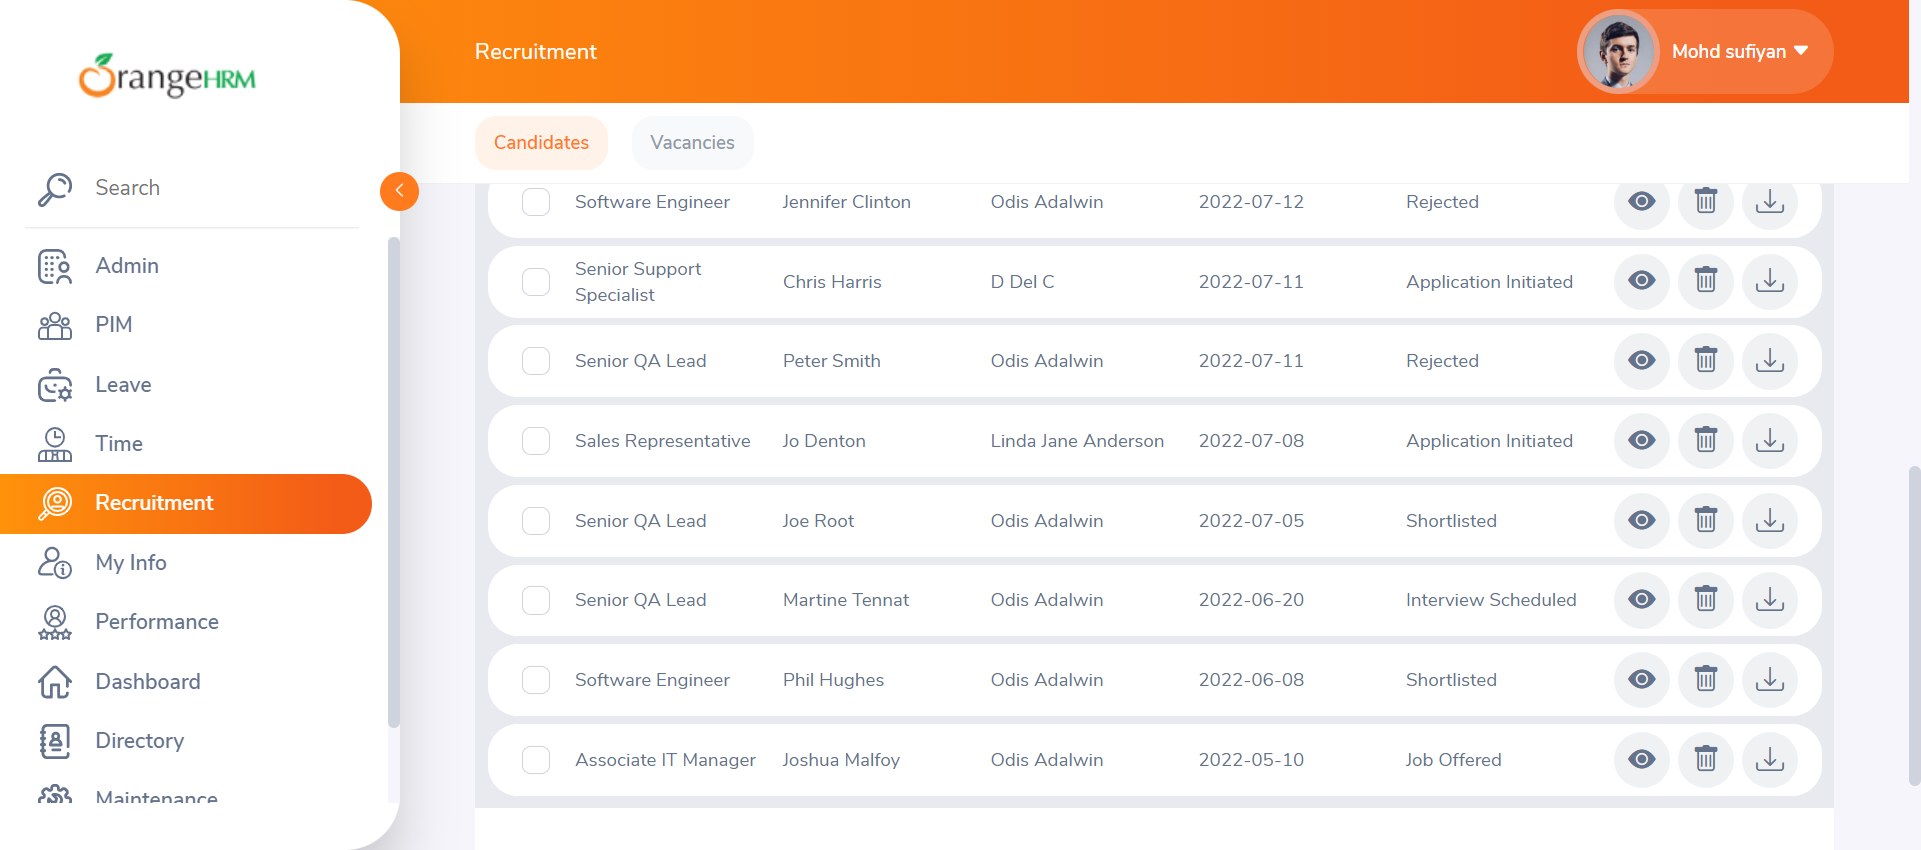 OrangeHRM
Recruitment
Mohd sufiyan
Candidates
Vacancies
Search
Admin
PIM
Leave
Time
Recruitment
My Info
Performance
Dashboard
Directory
Maintenance
Software Engineer Jennifer Clinton Odis Adalwin 2022-07-12 Rejected
Senior Support
Specialist
Chris Harris D Del C 2022-07-11 Application Initiated
Senior QA Lead Peter Smith Odis Adalwin 2022-07-11 Rejected
Sales Representative Jo Denton Linda Jane Anderson 2022-07-08 Application Initiated
Senior QA Lead Joe Root Odis Adalwin 2022-07-05 Shortlisted
Senior QA Lead Martine Tennat Odis Adalwin 2022-06-20 Interview Scheduled
Software Engineer Phil Hughes Odis Adalwin 2022-06-08 Shortlisted
Associate IT Manager Joshua Malfoy Odis Adalwin 2022-05-10 Job Offered